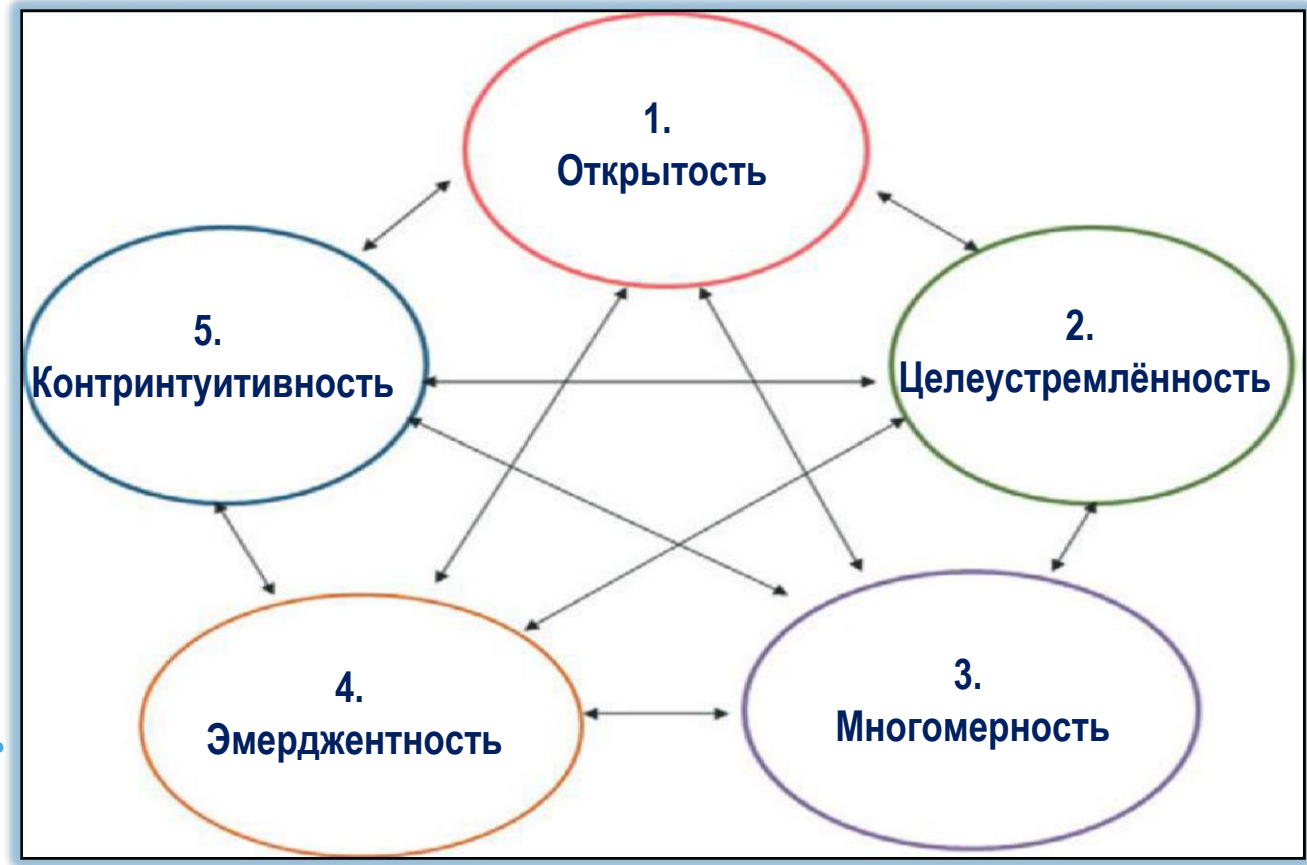 1.
Открытость
2.
Целеустремлённость
3.
Многомерность
4.
Эмерджентность
5.
Контринтуитивность